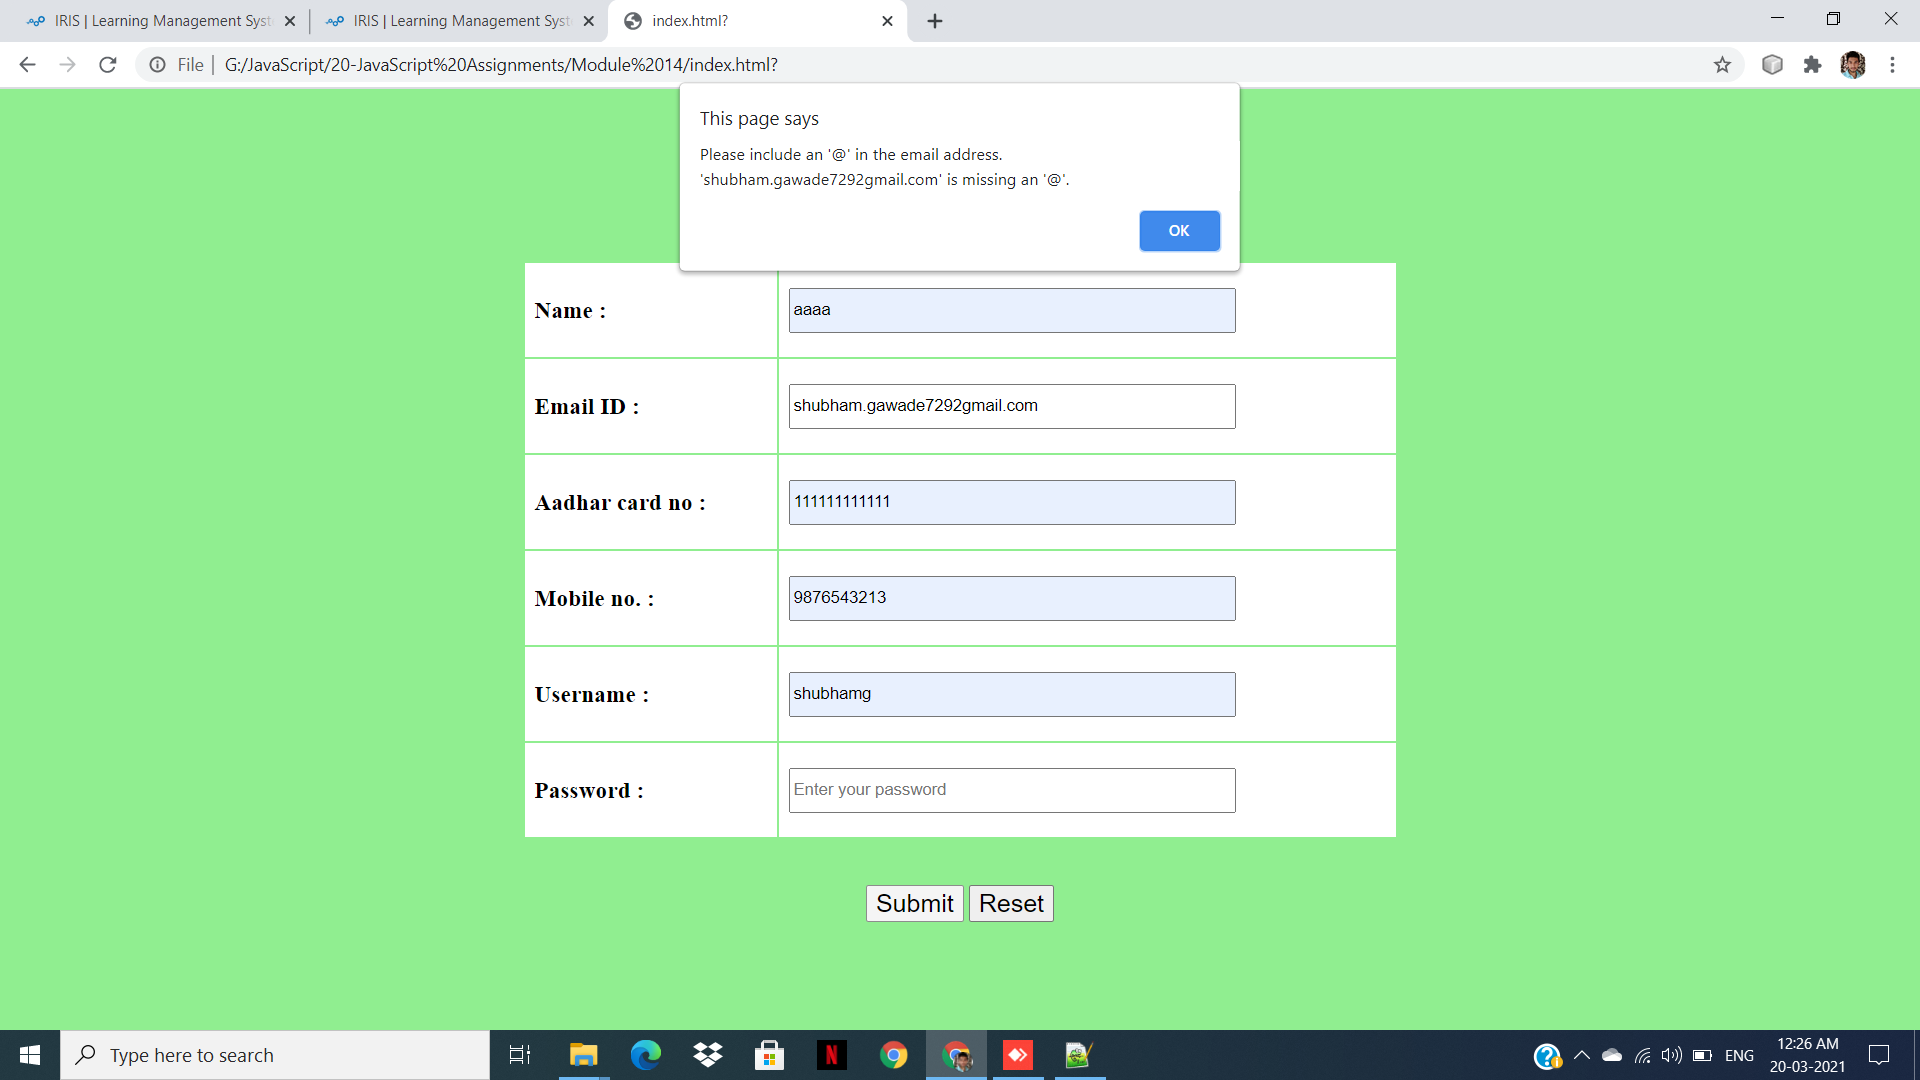 IRIS | Learning Management Syst
IRIS | Learning Management Syst
index.html?
File
G:/JavaScript/20-JavaScript%20Assignments/Module%2014/index.html?
This page says
Please include an '@' in the email address.
'shubham.gawade7292gmail.com' is missing an '@'.
OK
Name : aaaa
Email ID : shubham.gawade7292gmail.com
Aadhar card no : 111111111111
Mobile no. : 9876543213
Username : shubhamg
Password : Enter your password
Submit Reset
Type here to search
N
ENG
12:26 AM
20-03-2021